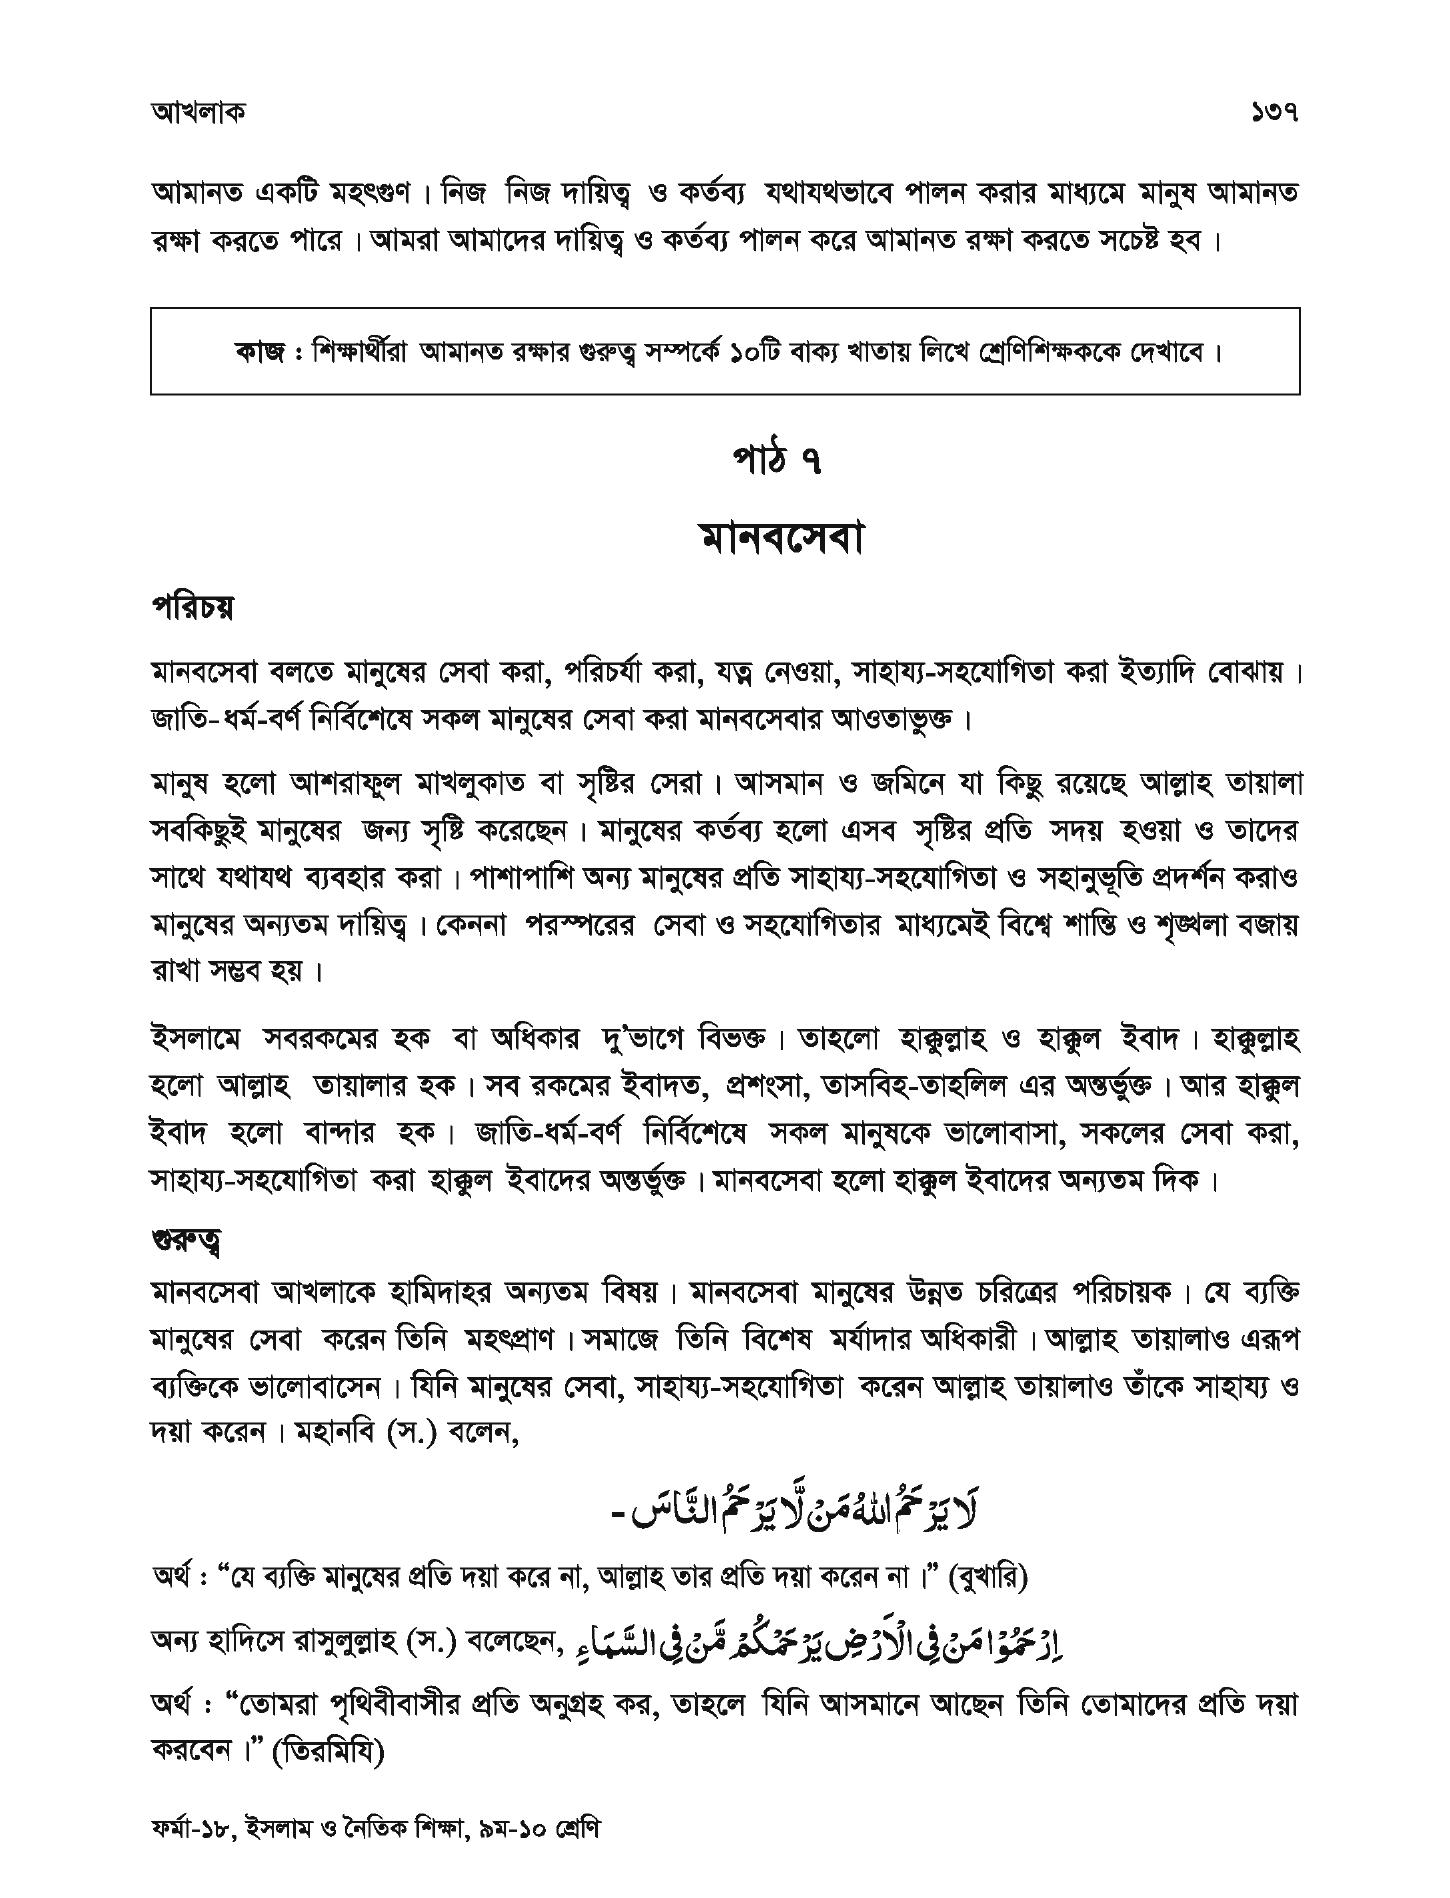 আখলাক ১৩৭
আমানত একটি মহৎগুণ। নিজ নিজ দায়িত্ব ও কর্তব্য যথাযথভাবে পালন করার মাধ্যমে মানুষ আমানত
রক্ষা করতে পারে। আমরা আমাদের দায়িত্ব ও কর্তব্য পালন করে আমানত রক্ষা করতে সচেষ্ট হব।
কাজ : শিক্ষার্থীরা আমানত রক্ষার গুরুত্ব সম্পর্কে ১০টি বাক্য খাতায় লিখে শ্রেণিশিক্ষককে দেখাবে।
পাঠ ৭
মানবসেবা
পরিচয়
মানবসেবা বলতে মানুষের সেবা করা, পরিচর্যা করা, যত্ন নেওয়া, সাহায্য-সহযোগিতা করা ইত্যাদি বোঝায়।
জাতি-ধর্ম-বর্ণ নির্বিশেষে সকল মানুষের সেবা করা মানবসেবার আওতাভুক্ত।
মানুষ হলো আশরাফুল মাখলুকাত বা সৃষ্টির সেরা। আসমান ও জমিনে যা কিছু রয়েছে আল্লাহ তায়ালা
সবকিছুই মানুষের জন্য সৃষ্টি করেছেন। মানুষের কর্তব্য হলো এসব সৃষ্টির প্রতি সদয় হওয়া ও তাদের
সাথে যথাযথ ব্যবহার করা। পাশাপাশি অন্য মানুষের প্রতি সাহায্য-সহযোগিতা ও সহানুভূতি প্রদর্শন করাও
মানুষের অন্যতম দায়িত্ব। কেননা পরস্পরের সেবা ও সহযোগিতার মাধ্যমেই বিশ্বে শান্তি ও শৃঙ্খলা বজায়
রাখা সম্ভব হয়।
ইসলামে সবরকমের হক বা অধিকার দু’ভাগে বিভক্ত। তাহলো হাক্কুল্লাহ ও হাক্কুল ইবাদ। হাক্কুল্লাহ
হলো আল্লাহ তায়ালার হক। সব রকমের ইবাদত, প্রশংসা, তাসবিহ-তাহলিল এর অন্তর্ভুক্ত। আর হাক্কুল
ইবাদ হলো বান্দার হক। জাতি-ধর্ম-বর্ণ নির্বিশেষে সকল মানুষকে ভালোবাসা, সকলের সেবা করা,
সাহায্য-সহযোগিতা করা হাক্কুল ইবাদের অন্তর্ভুক্ত। মানবসেবা হলো হাক্কুল ইবাদের অন্যতম দিক।
গুরুত্ব
মানবসেবা আখলাকে হামিদাহর অন্যতম বিষয়। মানবসেবা মানুষের উন্নত চরিত্রের পরিচায়ক। যে ব্যক্তি
মানুষের সেবা করেন তিনি মহৎপ্রাণ। সমাজে তিনি বিশেষ মর্যাদার অধিকারী। আল্লাহ তায়ালাও এরূপ
ব্যক্তিকে ভালোবাসেন। যিনি মানুষের সেবা, সাহায্য-সহযোগিতা করেন আল্লাহ তায়ালাও তাঁকে সাহায্য ও
দয়া করেন। মহানবি (স.) বলেন,
لَا يَرْحَمُ اللهُ مَنْ لَّا يَرْحَمُ النَّاسَ -
অর্থ : “যে ব্যক্তি মানুষের প্রতি দয়া করে না, আল্লাহ তার প্রতি দয়া করেন না।” (বুখারি)
অন্য হাদিসে রাসুলুল্লাহ (স.) বলেছেন, اِرْحَمُوْا مَنْ فِى الْاَرْضِ يَرْحَمْكُمْ مَّنْ فِى السَّمَاءِ
অর্থ : “তোমরা পৃথিবীবাসীর প্রতি অনুগ্রহ কর, তাহলে যিনি আসমানে আছেন তিনি তোমাদের প্রতি দয়া
করবেন।” (তিরমিযি)
ফর্মা-১৮, ইসলাম ও নৈতিক শিক্ষা, ৯ম-১০ শ্রেণি